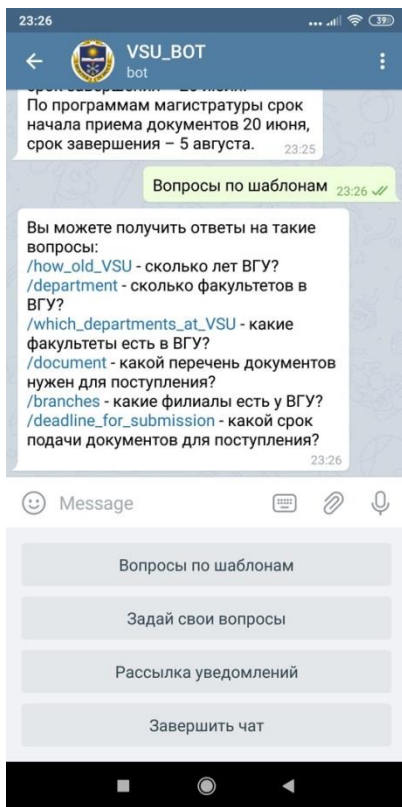 23:26
39
VSU_BOT
bot
По программам магистратуры срок
начала приема документов 20 июня,
срок завершения – 5 августа. 23:25
Вопросы по шаблонам 23:26
Вы можете получить ответы на такие
вопросы:
/how_old_VSU - сколько лет ВГУ?
/department - сколько факультетов в
ВГУ?
/which_departments_at_VSU - какие
факультеты есть в ВГУ?
/document - какой перечень документов
нужен для поступления?
/branches - какие филиалы есть у ВГУ?
/deadline_for_submission - какой срок
подачи документов для поступления?
23:26
Message
Вопросы по шаблонам
Задай свои вопросы
Рассылка уведомлений
Завершить чат